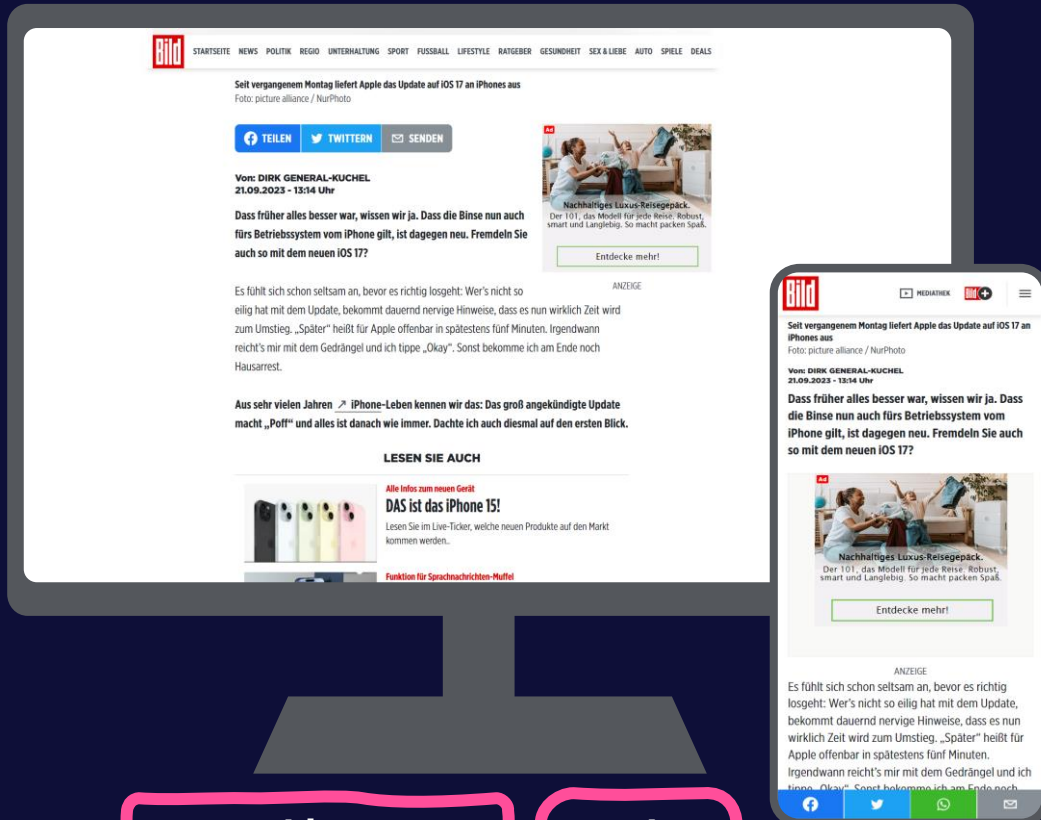 Bild
STARTSEITE NEWS POLITIK REGIO UNTERHALTUNG SPORT FUSSBALL LIFESTYLE RATGEBER GESUNDHEIT SEX & LIEBE AUTO SPIELE DEALS
Seit vergangenem Montag liefert Apple das Update auf iOS 17 an iPhones aus
Foto: picture alliance / NurPhoto
TEILEN TWITTERN SENDEN
Von: DIRK GENERAL-KUCHEL
21.09.2023 - 13:14 Uhr
Dass früher alles besser war, wissen wir ja. Dass die Binse nun auch
fürs Betriebssystem vom iPhone gilt, ist dagegen neu. Fremdeln Sie
auch so mit dem neuen iOS 17?
Ad
Nachhaltiges Luxus-Reisegepäck.
Der 101, das Modell für jede Reise. Robust,
smart und Langlebig. So macht packen Spaß.
Entdecke mehr!
ANZEIGE
Es fühlt sich schon seltsam an, bevor es richtig losgeht: Wer's nicht so
eilig hat mit dem Update, bekommt dauernd nervige Hinweise, dass es nun wirklich Zeit wird
zum Umstieg. „Später“ heißt für Apple offenbar in spätestens fünf Minuten. Irgendwann
reicht's mir mit dem Gedrängel und ich tippe „Okay“. Sonst bekomme ich am Ende noch
Hausarrest.
Aus sehr vielen Jahren ↗ iPhone-Leben kennen wir das: Das groß angekündigte Update
macht „Poff“ und alles ist danach wie immer. Dachte ich auch diesmal auf den ersten Blick.
LESEN SIE AUCH
Alle Infos zum neuen Gerät
DAS ist das iPhone 15!
Lesen Sie im Live-Ticker, welche neuen Produkte auf den Markt
kommen werden..
Funktion für Sprachnachrichten-Muffel
Bild
MEDIATHEK Bild
Seit vergangenem Montag liefert Apple das Update auf iOS 17 an
iPhones aus
Foto: picture alliance / NurPhoto
Von: DIRK GENERAL-KUCHEL
21.09.2023 - 13:14 Uhr
Dass früher alles besser war, wissen wir ja. Dass
die Binse nun auch fürs Betriebssystem vom
iPhone gilt, ist dagegen neu. Fremdeln Sie auch
so mit dem neuen iOS 17?
Ad
Nachhaltiges Luxus-Reisegepäck.
Der 101, das Modell für jede Reise. Robust,
smart und Langlebig. So macht packen Spaß.
Entdecke mehr!
ANZEIGE
Es fühlt sich schon seltsam an, bevor es richtig
losgeht: Wer's nicht so eilig hat mit dem Update,
bekommt dauernd nervige Hinweise, dass es nun
wirklich Zeit wird zum Umstieg. „Später“ heißt für
Apple offenbar in spätestens fünf Minuten.
Irgendwann reicht's mir mit dem Gedrängel und ich
tippe „Okay“. Sonst bekomme ich am Ende noch